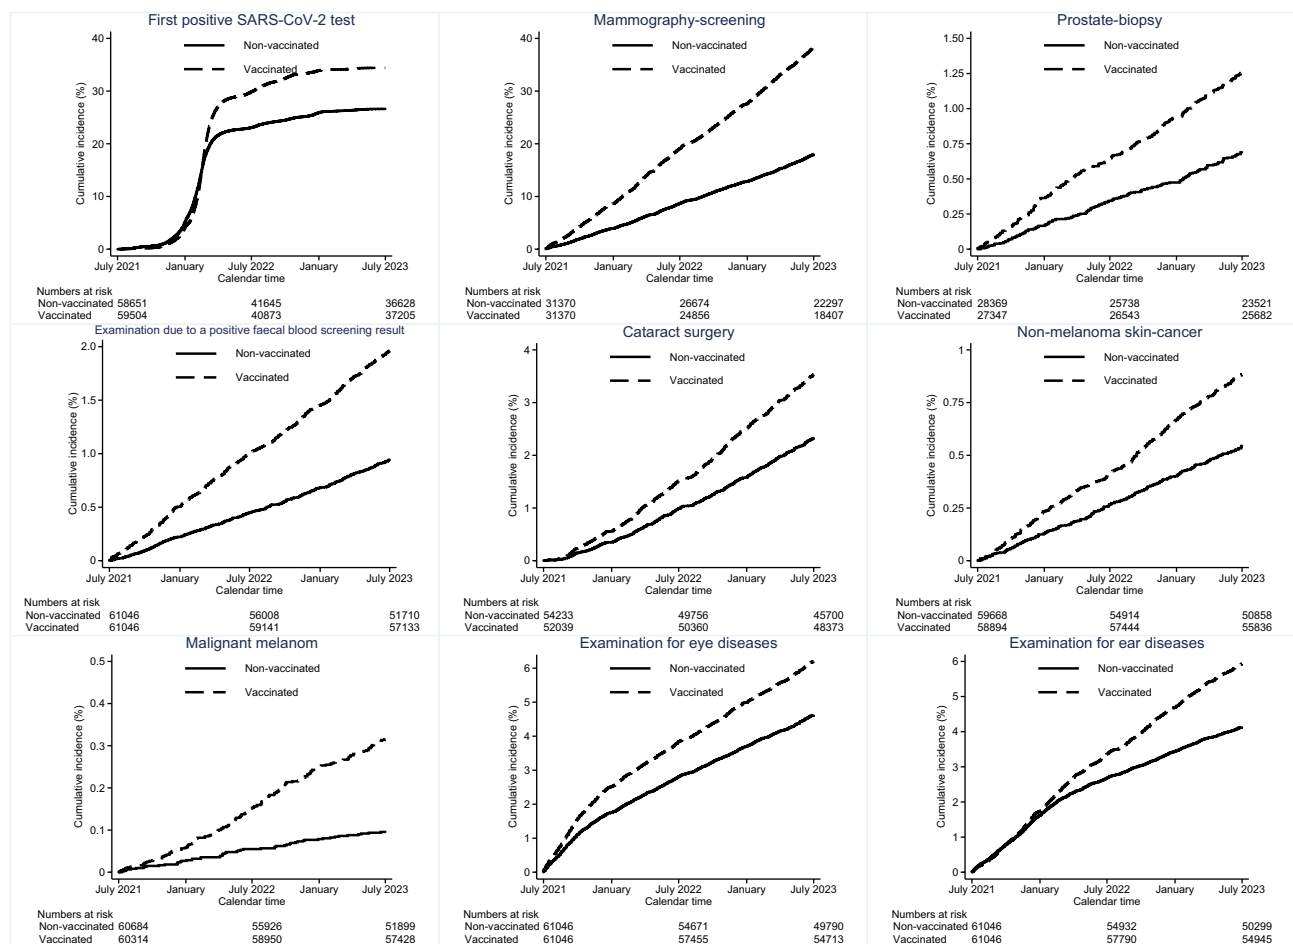 First positive SARS-CoV-2 test
40
30
20
10
0
Cumulative incidence (%)
Non-vaccinated
Vaccinated
July 2021 January July 2022 January July 2023
Calendar time
Numbers at risk
Non-vaccinated 58651 41645 36628
Vaccinated 59504 40873 37205
Mammography-screening
40
30
20
10
0
Cumulative incidence (%)
Non-vaccinated
Vaccinated
July 2021 January July 2022 January July 2023
Calendar time
Numbers at risk
Non-vaccinated 31370 26674 22297
Vaccinated 31370 24856 18407
Prostate-biopsy
1.50
1.25
1.00
0.75
0.50
0.25
0
Cumulative incidence (%)
Non-vaccinated
Vaccinated
July 2021 January July 2022 January July 2023
Calendar time
Numbers at risk
Non-vaccinated 28369 25738 23521
Vaccinated 27347 26543 25682
Examination due to a positive faecal blood screening result
2.0
1.5
1.0
0.5
0
Cumulative incidence (%)
Non-vaccinated
Vaccinated
July 2021 January July 2022 January July 2023
Calendar time
Numbers at risk
Non-vaccinated 61046 56008 51710
Vaccinated 61046 59141 57133
Cataract surgery
4
3
2
1
0
Cumulative incidence (%)
Non-vaccinated
Vaccinated
July 2021 January July 2022 January July 2023
Calendar time
Numbers at risk
Non-vaccinated 54233 49756 45700
Vaccinated 52039 50360 48373
Non-melanoma skin-cancer
1
0.75
0.5
0.25
0
Cumulative incidence (%)
Non-vaccinated
Vaccinated
July 2021 January July 2022 January July 2023
Calendar time
Numbers at risk
Non-vaccinated 59668 54914 50858
Vaccinated 58894 57444 55836
Malignant melanom
0.5
0.4
0.3
0.2
0.1
0
Cumulative incidence (%)
Non-vaccinated
Vaccinated
July 2021 January July 2022 January July 2023
Calendar time
Numbers at risk
Non-vaccinated 60684 55926 51899
Vaccinated 60314 58950 57428
Examination for eye diseases
6
5
4
3
2
1
0
Cumulative incidence (%)
Non-vaccinated
Vaccinated
July 2021 January July 2022 January July 2023
Calendar time
Numbers at risk
Non-vaccinated 61046 54671 49790
Vaccinated 61046 57455 54713
Examination for ear diseases
6
5
4
3
2
1
0
Cumulative incidence (%)
Non-vaccinated
Vaccinated
July 2021 January July 2022 January July 2023
Calendar time
Numbers at risk
Non-vaccinated 61046 54932 50299
Vaccinated 61046 57790 54945